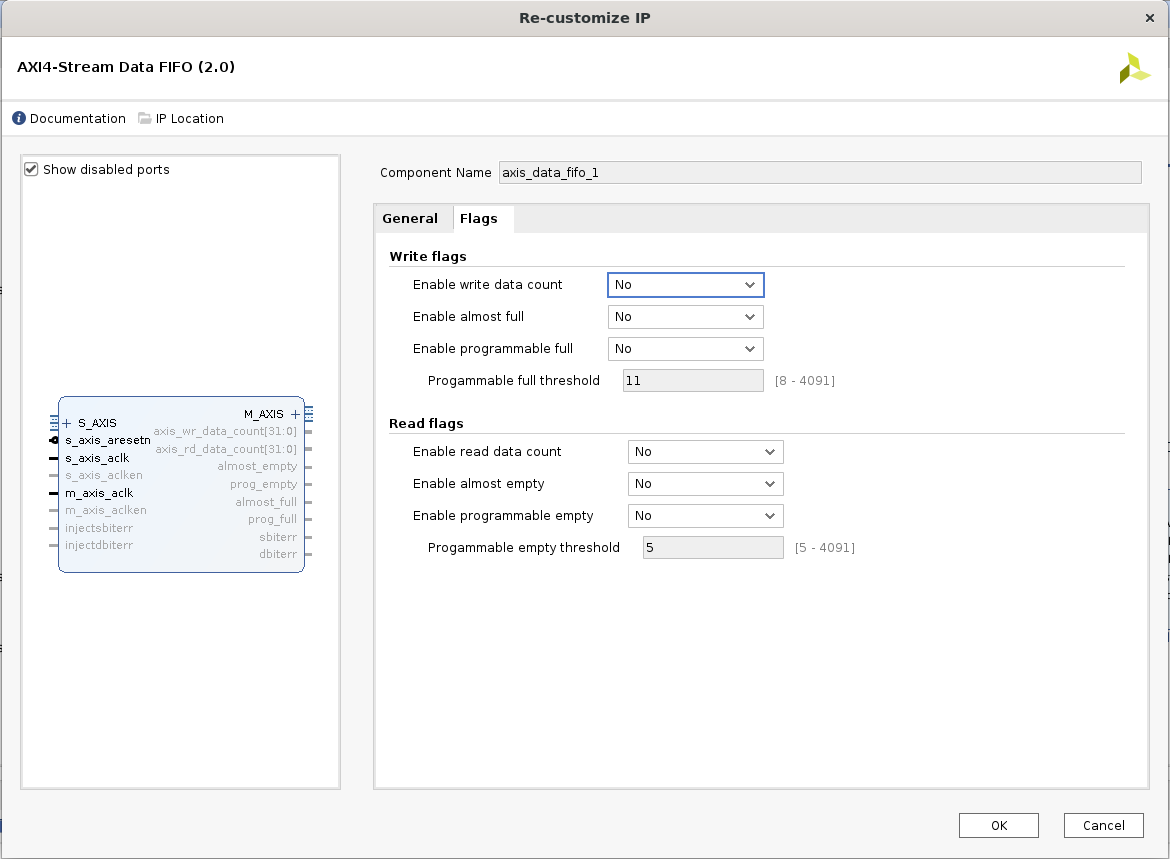 Re-customize IP
AXI4-Stream Data FIFO (2.0)
Documentation IP Location
Show disabled ports
S_AXIS
s_axis_aresetn
s_axis_aclk
s_axis_aclken
m_axis_aclk
m_axis_aclken
injectsbiterr
injectdbiterr
M_AXIS
axis_wr_data_count[31:0]
axis_rd_data_count[31:0]
almost_empty
prog_empty
almost_full
prog_full
sbiterr
dbiterr
Component Name axis_data_fifo_1
General Flags
Write flags
Enable write data count No
Enable almost full No
Enable programmable full No
Progammable full threshold 11 [8 - 4091]
Read flags
Enable read data count No
Enable almost empty No
Enable programmable empty No
Progammable empty threshold 5 [5 - 4091]
OK Cancel